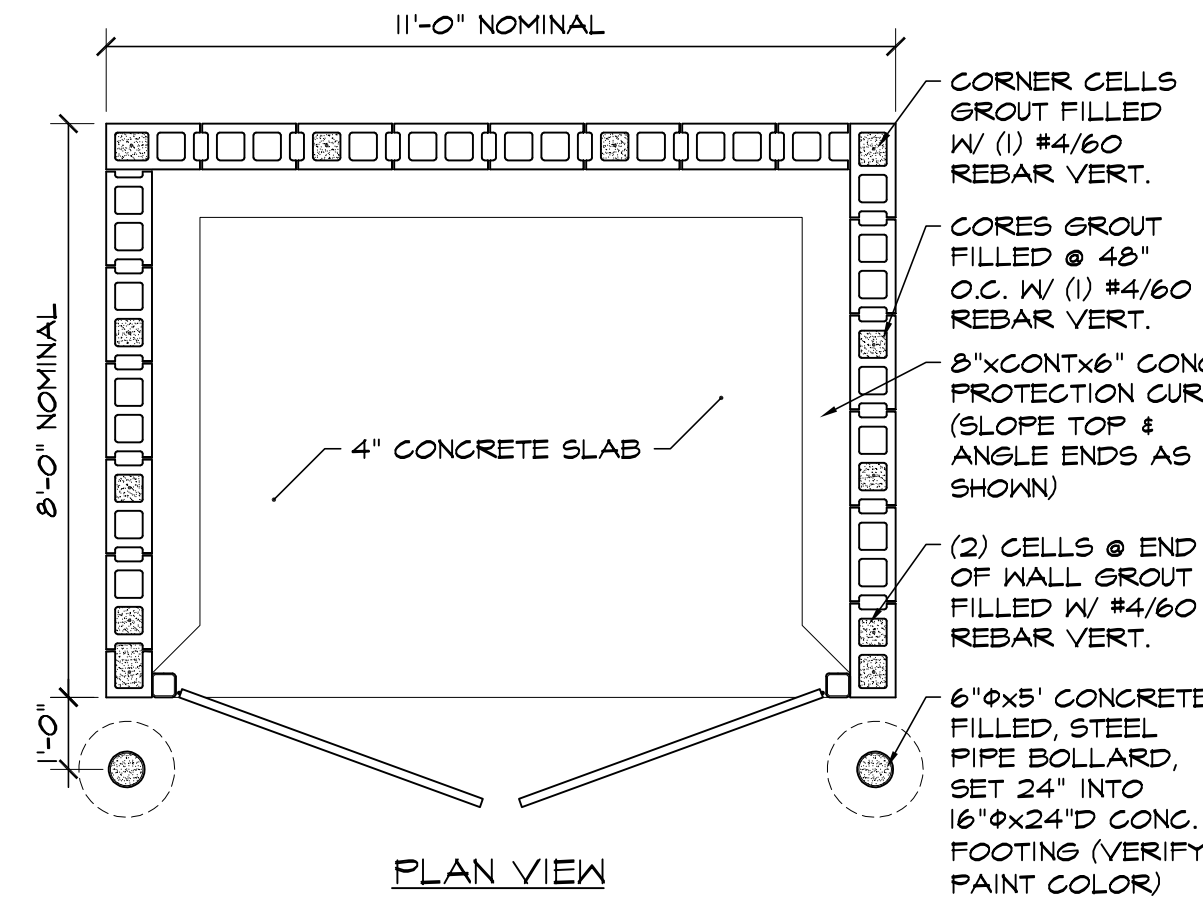 11'-0" NOMINAL
8'-0" NOMINAL
1'-0"
4" CONCRETE SLAB
CORNER CELLS
GROUT FILLED
W/ (1) #4/60
REBAR VERT.
CORES GROUT
FILLED @ 48"
O.C. W/ (1) #4/60
REBAR VERT.
8"xCONTx6" CONC
PROTECTION CUR
(SLOPE TOP &
ANGLE ENDS AS
SHOWN)
(2) CELLS @ END
OF WALL GROUT
FILLED W/ #4/60
REBAR VERT.
6"Φx5' CONCRETE
FILLED, STEEL
PIPE BOLLARD,
SET 24" INTO
16"Φx24"D CONC.
FOOTING (VERIFY
PAINT COLOR)
PLAN VIEW